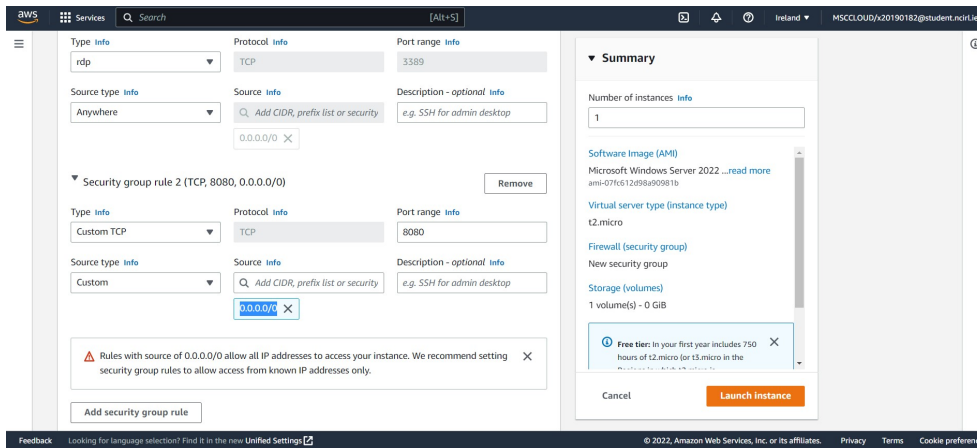 aws
Services
Search
[Alt+S]
Ireland
MSCCLOUD/x20190182@student.ncirl.ie
Type Info
Protocol Info
Port range Info
rdp
TCP
3389
Source type Info
Source Info
Description - optional Info
Anywhere
Add CIDR, prefix list or security
e.g. SSH for admin desktop
0.0.0.0/0
Security group rule 2 (TCP, 8080, 0.0.0.0/0)
Remove
Type Info
Protocol Info
Port range Info
Custom TCP
TCP
8080
Source type Info
Source Info
Description - optional Info
Custom
Add CIDR, prefix list or security
e.g. SSH for admin desktop
0.0.0.0/0
Rules with source of 0.0.0.0/0 allow all IP addresses to access your instance. We recommend setting
security group rules to allow access from known IP addresses only.
Add security group rule
Summary
Number of instances Info
1
Software Image (AMI)
Microsoft Windows Server 2022 ...read more
ami-07fc612d98a90981b
Virtual server type (instance type)
t2.micro
Firewall (security group)
New security group
Storage (volumes)
1 volume(s) - 0 GiB
Free tier: In your first year includes 750
hours of t2.micro (or t3.micro in the
Cancel
Launch instance
Feedback
Looking for language selection? Find it in the new Unified Settings
© 2022, Amazon Web Services, Inc. or its affiliates.
Privacy
Terms
Cookie preferen